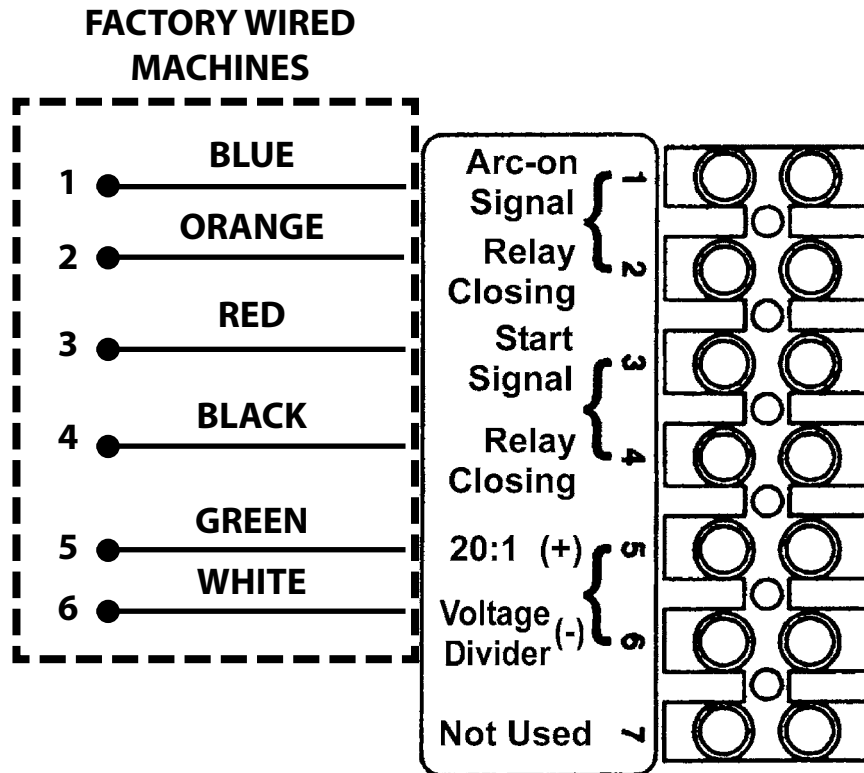 FACTORY WIRED
MACHINES
1 BLUE
2 ORANGE
3 RED
4 BLACK
5 GREEN
6 WHITE
Arc-on
Signal
1
Relay
Closing
2
Start
Signal
3
Relay
Closing
4
20:1 (+)
5
Voltage
Divider (-)
6
Not Used 7